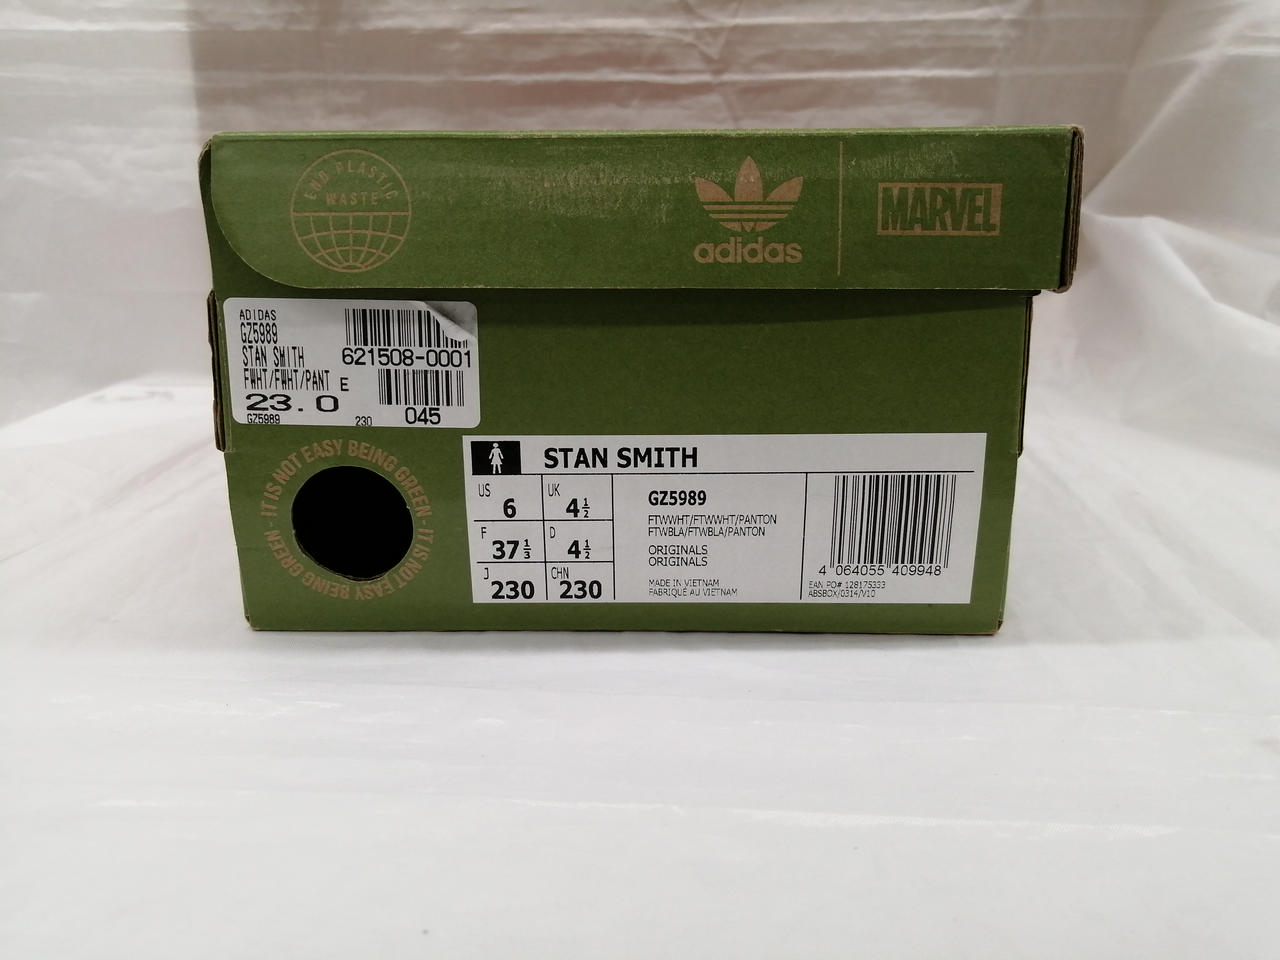 END PLASTIC
WASTE
adidas
MARVEL
ADIDAS
GZ5989
STAN SMITH
FWHT/FWHT/PANT E
23.0
GZ5989
230
621508-0001
045
IT IS NOT EASY BEING GREEN - IT IS NOT EASY BEING GREEN -
STAN SMITH
US 6
UK 4½
F 37⅓
D 4½
J 230
CHN 230
GZ5989
FTWWHT/FTWWHT/PANTON
FTWBLA/FTWBLA/PANTON
ORIGINALS
ORIGINALS
MADE IN VIETNAM
FABRIQUÉ AU VIETNAM
4 064055 409948
EAN PO# 128175333
ABSBOX/0314/V10